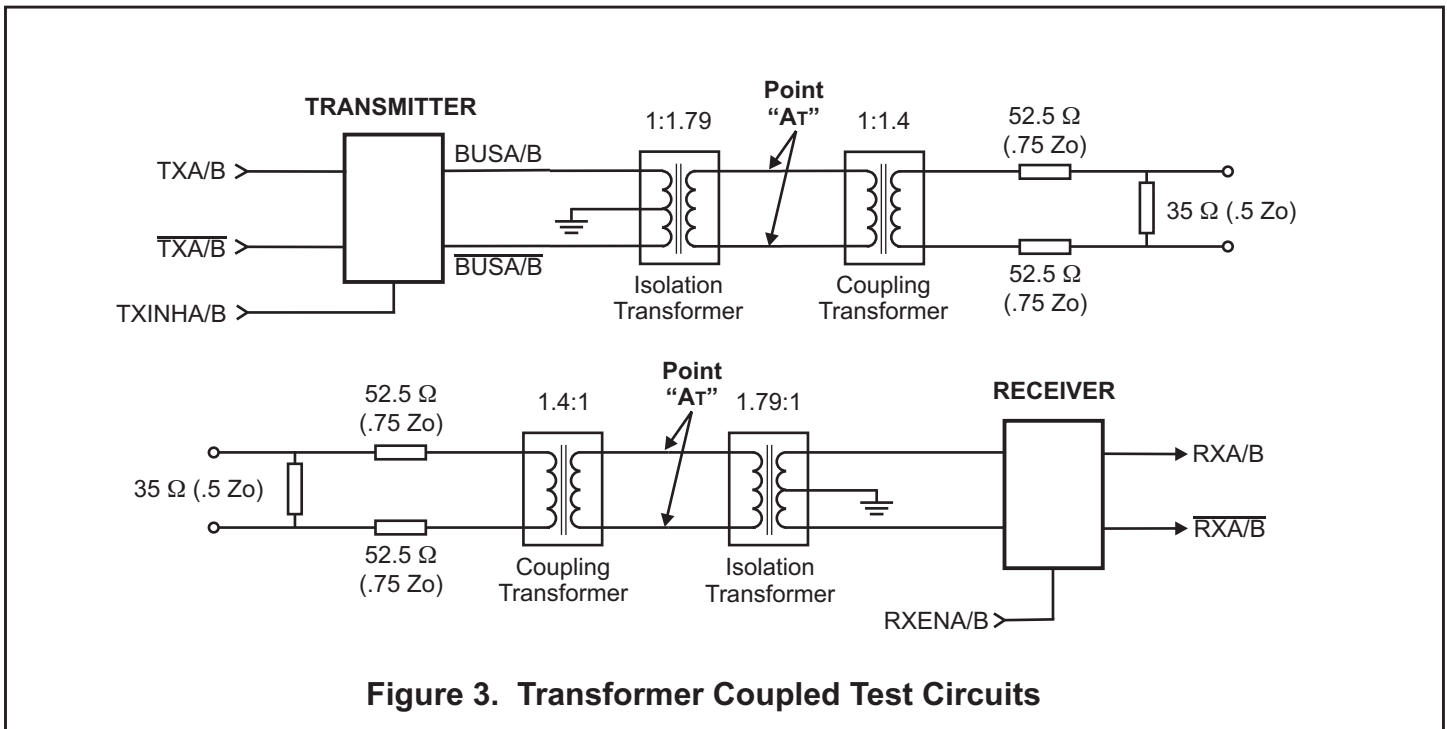 TRANSMITTER
TXA/B
T̅X̅A̅/̅B̅
TXINHA/B
BUSA/B
B̅U̅S̅A̅/̅B̅
1:1.79
Isolation
Transformer
Point
“AT”
1:1.4
Coupling
Transformer
52.5 Ω
(.75 Zo)
35 Ω (.5 Zo)
52.5 Ω
(.75 Zo)
35 Ω (.5 Zo)
52.5 Ω
(.75 Zo)
52.5 Ω
(.75 Zo)
1.4:1
Coupling
Transformer
Point
“AT”
1.79:1
Isolation
Transformer
RECEIVER
RXA/B
R̅X̅A̅/̅B̅
RXENA/B
Figure 3. Transformer Coupled Test Circuits